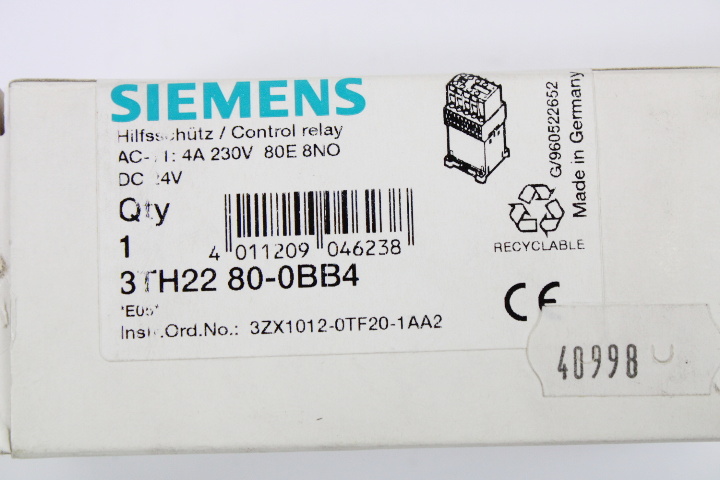 SIEMENS
Hilfsschütz / Control relay
4A 230V 80E 8NO
DC
Qty
1
4 011209 046238
3TH22 80-0BB4
3ZX1012-0TF20-1AA2
RECYCLABLE
G/960522652
Made in Germany
CE
40998